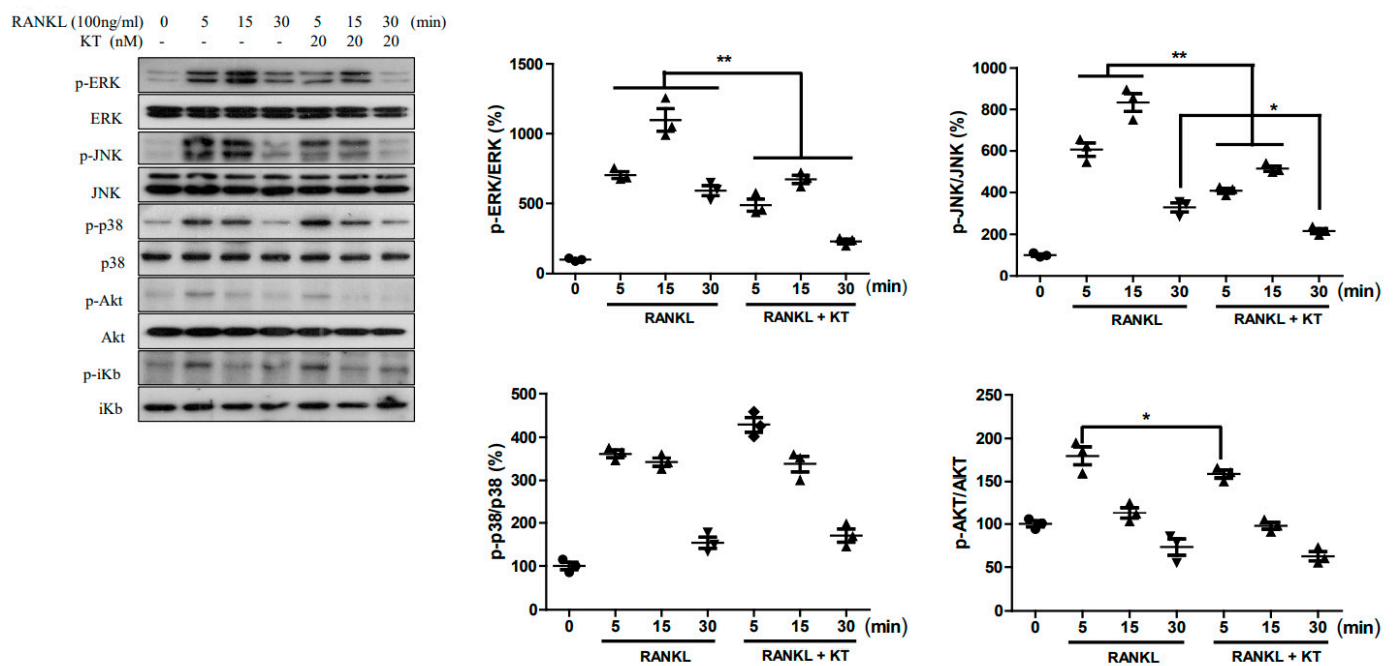 RANKL (100ng/ml) 0 5 15 30 5 15 30 (min)
KT (nM) - - - - 20 20 20
p-ERK
ERK
p-JNK
JNK
p-p38
p38
p-Akt
Akt
p-iKb
iKb
p-ERK/ERK (%)
1500
1000
500
0
**
0 5 15 30 5 15 30 (min)
RANKL RANKL + KT
p-JNK/JNK (%)
1000
800
600
400
200
0
**
*
0 5 15 30 5 15 30 (min)
RANKL RANKL + KT
p-p38/p38 (%)
500
400
300
200
100
0
0 5 15 30 5 15 30 (min)
RANKL RANKL + KT
p-AKT/AKT
250
200
150
100
50
0
*
0 5 15 30 5 15 30 (min)
RANKL RANKL + KT